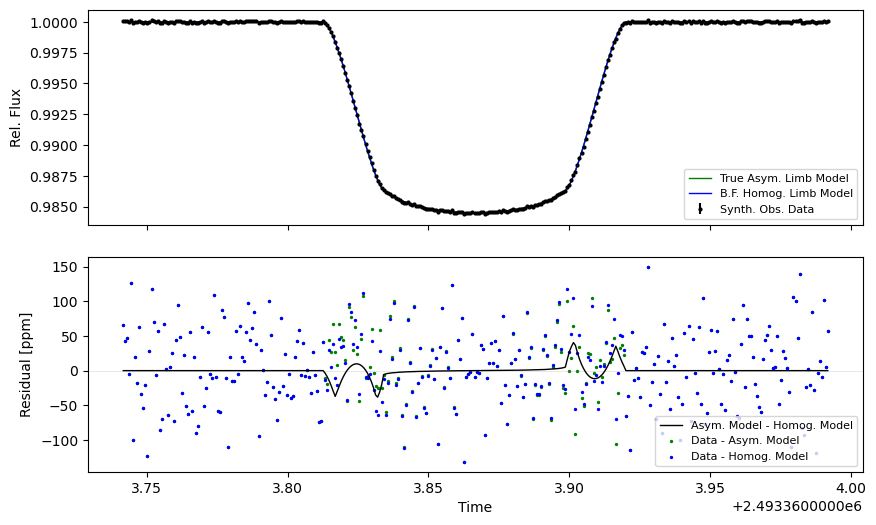 1.0000
0.9975
0.9950
0.9925
0.9900
0.9875
0.9850
Rel. Flux
True Asym. Limb Model
B.F. Homog. Limb Model
Synth. Obs. Data
150
100
50
0
−50
−100
Residual [ppm]
Asym. Model - Homog. Model
Data - Asym. Model
Data - Homog. Model
3.75 3.80 3.85 3.90 3.95 4.00
Time
+2.4933600000e6